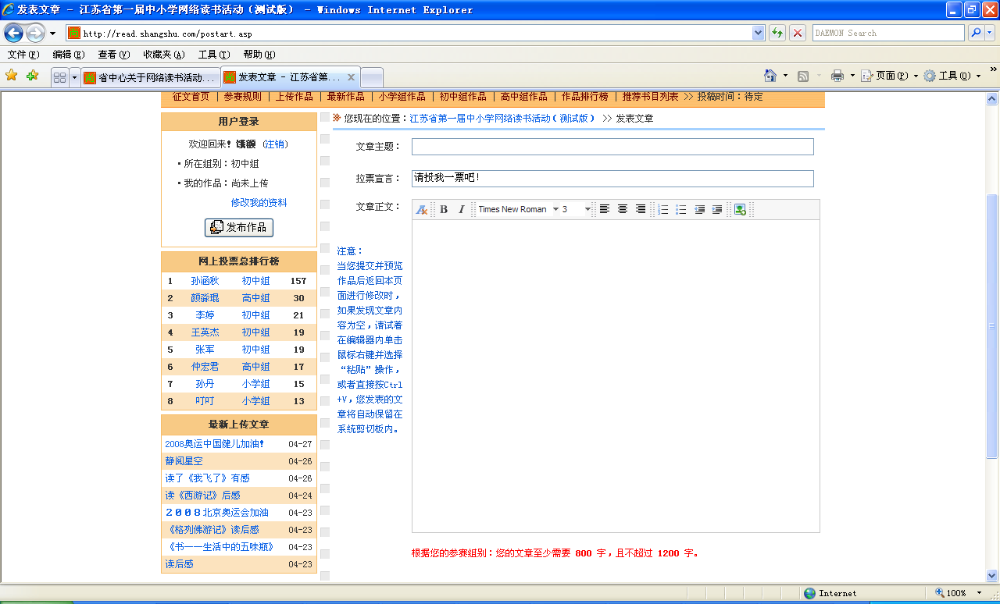 发表文章 - 江苏省第一届中小学网络读书活动（测试版） - Windows Internet Explorer
http://read.shangshu.com/postart.asp
DAEMON Search
文件(F) 编辑(E) 查看(V) 收藏夹(A) 工具(T) 帮助(H)
省中心关于网络读书活动... 发表文章 - 江苏省第... 页面(P) 工具(O)
征文首页 | 参赛规则 | 上传作品 | 最新作品 | 小学组作品 | 初中组作品 | 高中组作品 | 作品排行榜 | 推荐书目列表 >> 投稿时间：待定
用户登录
欢迎回来！ (注销)
·所在组别：初中组
·我的作品：尚未上传
修改我的资料
发布作品
网上投票总排行榜
1 孙涵秋 初中组 157
2 颜淼琨 高中组 30
3 李婷 初中组 21
4 王英杰 初中组 19
5 张军 初中组 19
6 仲宏君 高中组 17
7 孙丹 小学组 15
8 叮叮 小学组 13
最新上传文章
2008奥运中国健儿加油！ 04-27
静阅星空 04-26
读了《我飞了》有感 04-26
读《西游记》后感 04-24
２００８北京奥运会加油 04-23
《格列佛游记》读后感 04-23
《书——生活中的五味瓶》 04-23
读后感 04-23
您现在的位置：江苏省第一届中小学网络读书活动（测试版） >> 发表文章
文章主题：
拉票宣言： 请投我一票吧！
文章正文： B I Times New Roman 3
注意：
当您提交并预览
作品后返回本页
面进行修改时，
如果发现文章内
容为空，请试着
在编辑器内单击
鼠标右键并选择
“粘贴”操作，
或者直接按Ctrl
+V，您发表的文
章将自动保留在
系统剪切板内。
根据您的参赛组别：您的文章至少需要 800 字，且不超过 1200 字。
Internet 100%